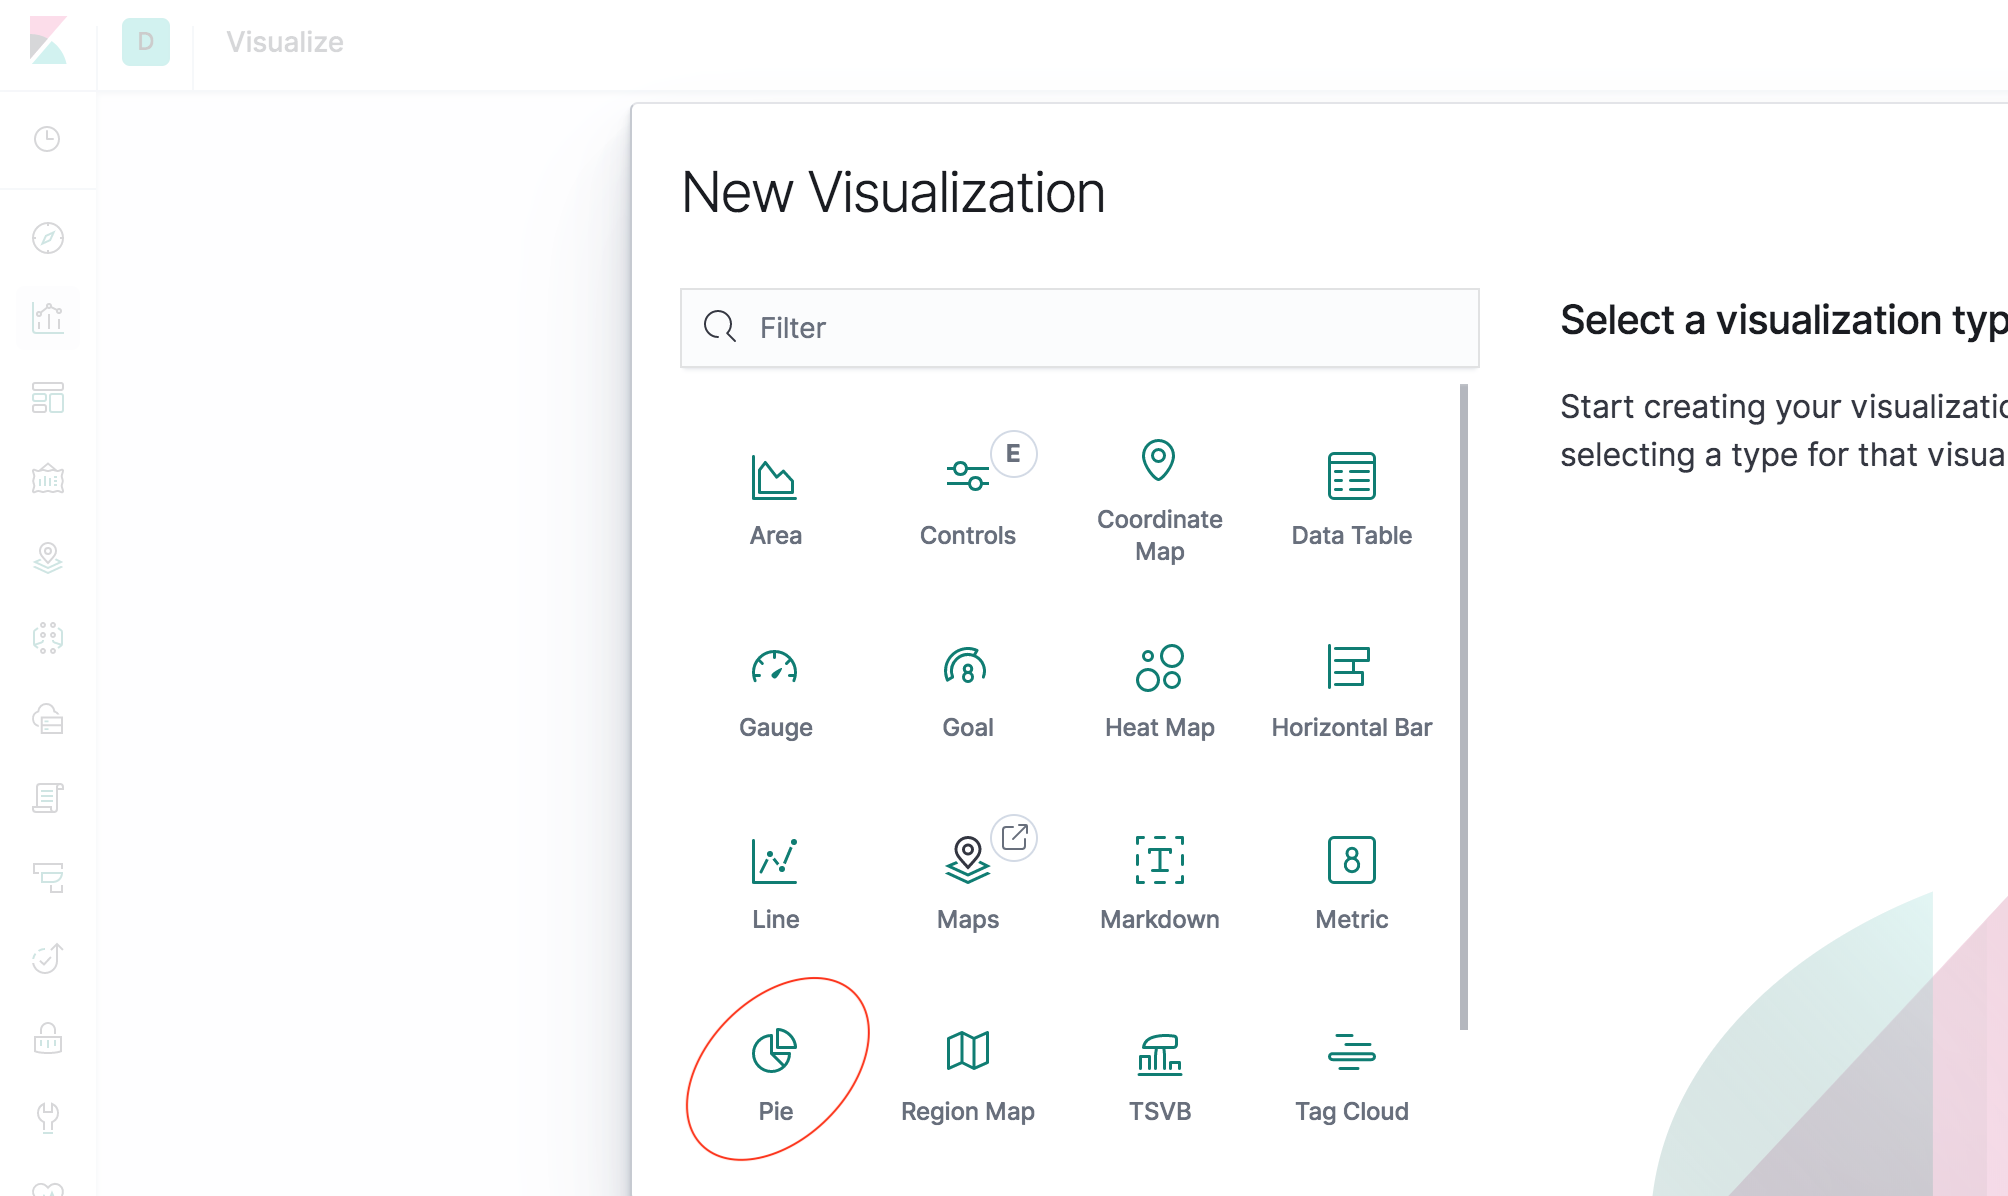 D
Visualize
New Visualization
Filter
Select a visualization typ
Start creating your visualizatio
selecting a type for that visua
E
Area
Controls
Coordinate
Map
Data Table
8
Gauge
Goal
Heat Map
Horizontal Bar
T
8
Line
Maps
Markdown
Metric
Pie
Region Map
TSVB
Tag Cloud